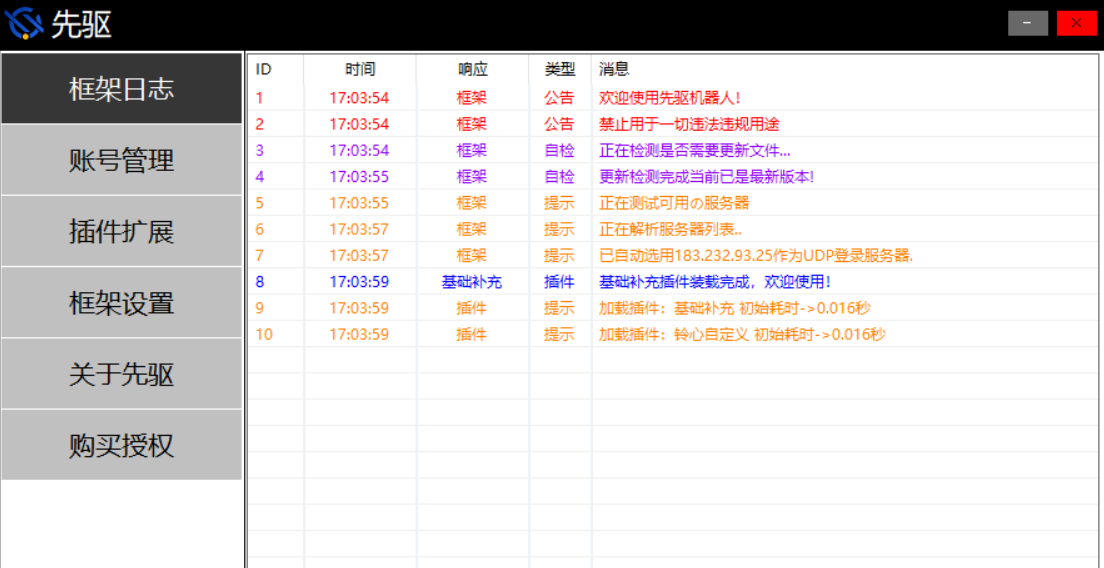 先驱
框架日志
账号管理
插件扩展
框架设置
关于先驱
购买授权
ID 时间 响应 类型 消息
1 17:03:54 框架 公告 欢迎使用先驱机器人!
2 17:03:54 框架 公告 禁止用于一切违法违规用途
3 17:03:54 框架 自检 正在检测是否需要更新文件...
4 17:03:55 框架 自检 更新检测完成当前已是最新版本!
5 17:03:55 框架 提示 正在测试可用の服务器
6 17:03:57 框架 提示 正在解析服务器列表..
7 17:03:57 框架 提示 已自动选用183.232.93.25作为UDP登录服务器.
8 17:03:59 基础补充 插件 基础补充插件装载完成，欢迎使用!
9 17:03:59 插件 提示 加载插件：基础补充 初始耗时->0.016秒
10 17:03:59 插件 提示 加载插件：铃心自定义 初始耗时->0.016秒